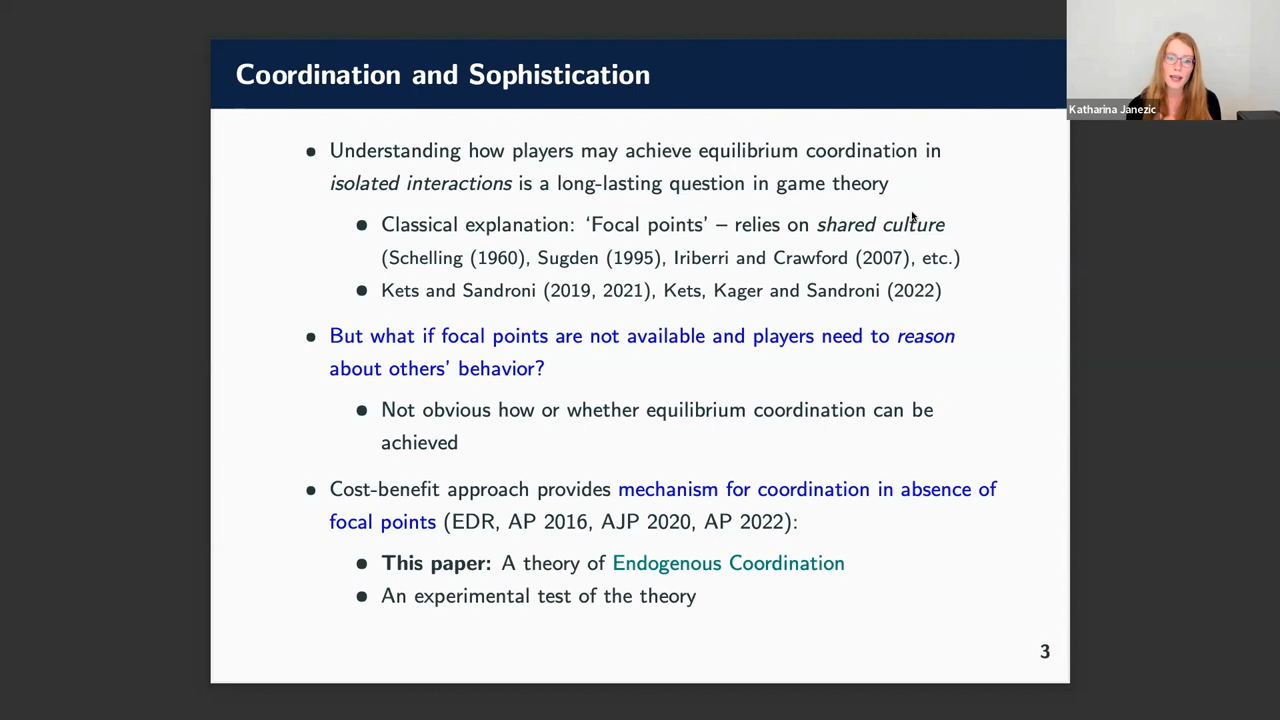 Coordination and Sophistication
Katharina Janezic
● Understanding how players may achieve equilibrium coordination in
isolated interactions is a long-lasting question in game theory
● Classical explanation: ‘Focal points’ – relies on shared culture
(Schelling (1960), Sugden (1995), Iriberri and Crawford (2007), etc.)
● Kets and Sandroni (2019, 2021), Kets, Kager and Sandroni (2022)
● But what if focal points are not available and players need to reason
about others’ behavior?
● Not obvious how or whether equilibrium coordination can be
achieved
● Cost-benefit approach provides mechanism for coordination in absence of
focal points (EDR, AP 2016, AJP 2020, AP 2022):
● This paper: A theory of Endogenous Coordination
● An experimental test of the theory
3